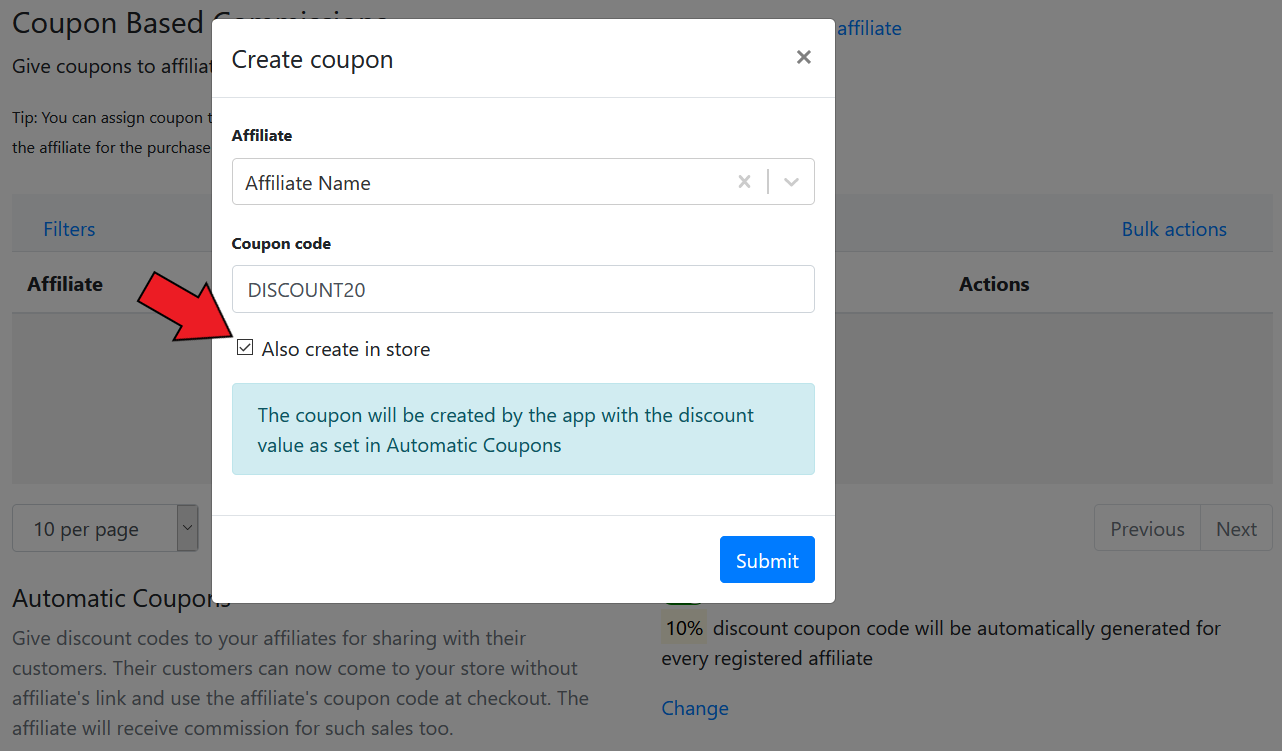 Coupon Based Commissions
affiliate
Give coupons to affiliat
Tip: You can assign coupon t
the affiliate for the purchase
Create coupon
×
Affiliate
Affiliate Name
Coupon code
DISCOUNT20
Also create in store
The coupon will be created by the app with the discount
value as set in Automatic Coupons
Submit
Filters
Bulk actions
Affiliate
Actions
10 per page
Previous
Next
Automatic Coupons
Give discount codes to your affiliates for sharing with their
customers. Their customers can now come to your store without
affiliate's link and use the affiliate's coupon code at checkout. The
affiliate will receive commission for such sales too.
10% discount coupon code will be automatically generated for
every registered affiliate
Change